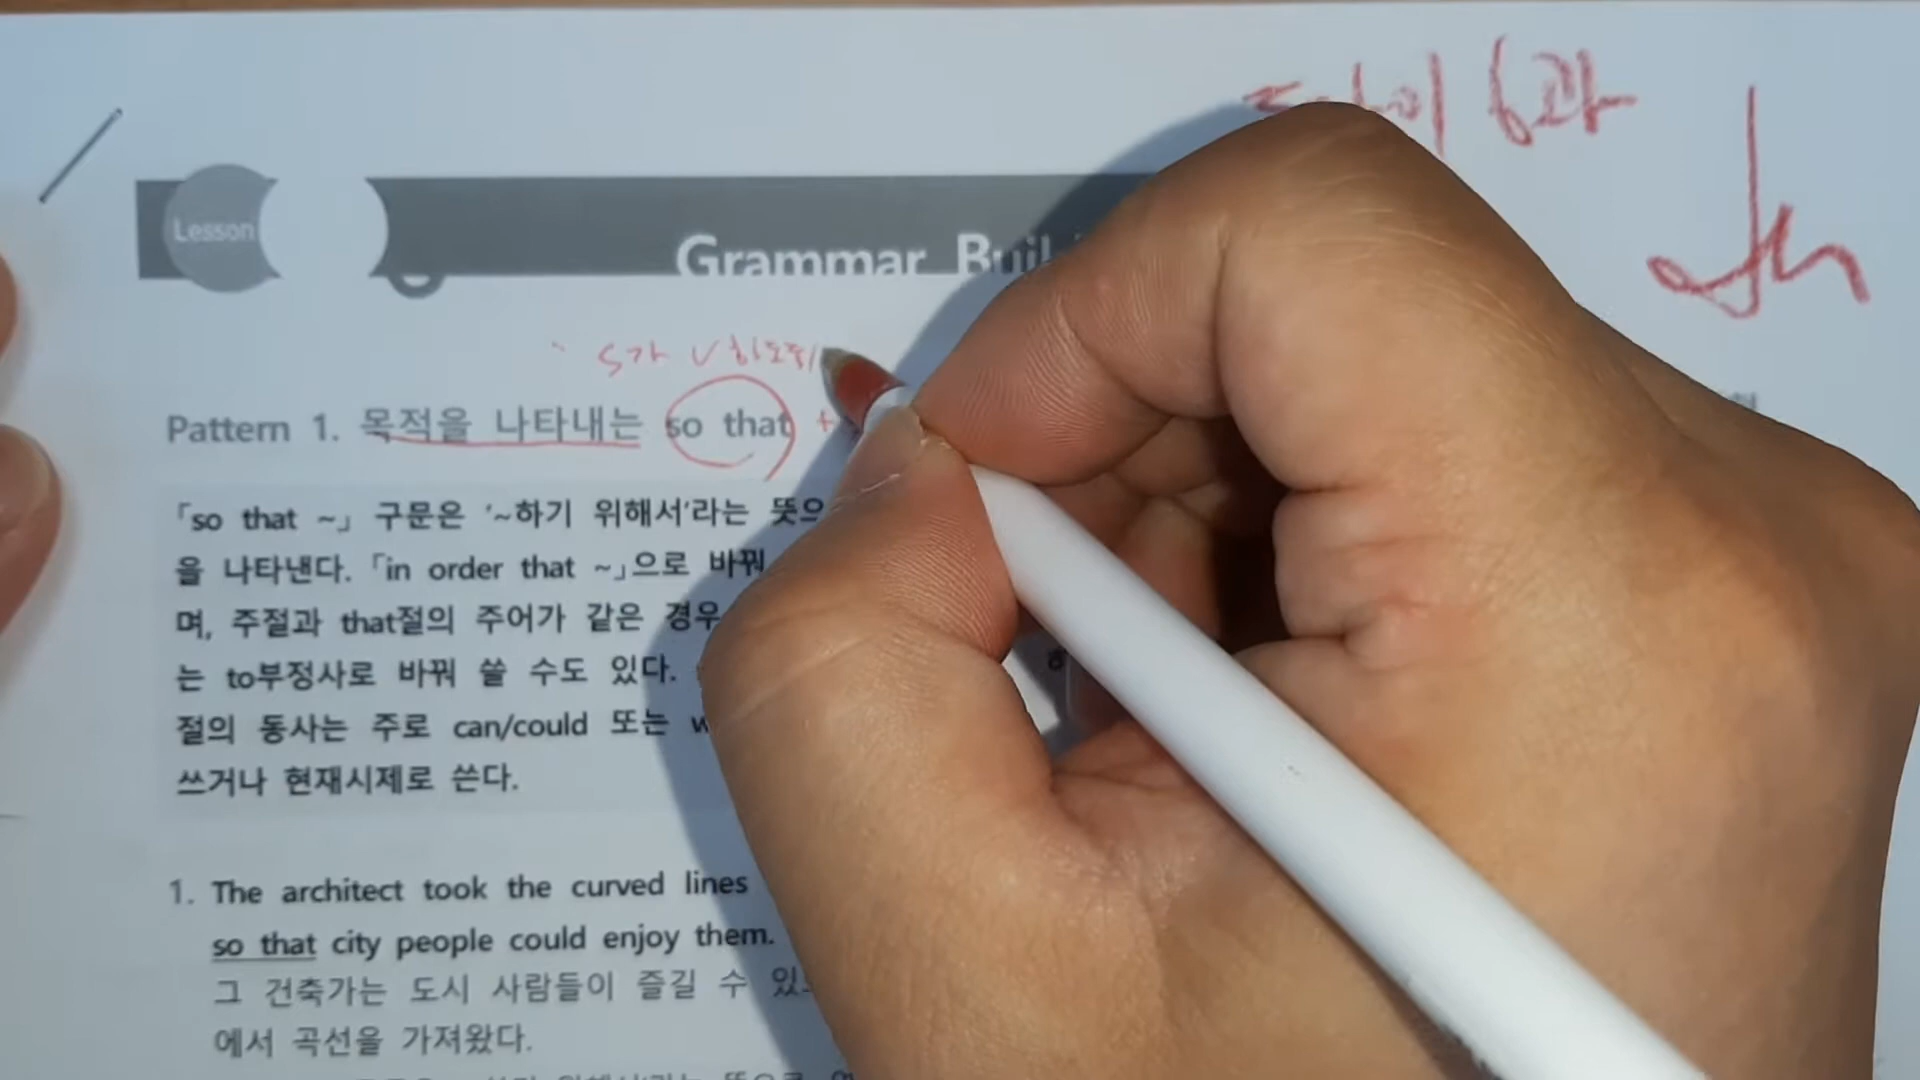 6과
Lesson
Grammar
S가 V 하도록
Pattern 1. 목적을 나타내는 so that +
「so that ~」 구문은 '~하기 위해서'라는
을 나타낸다. 「in order that ~」으로 바꿔
며, 주절과 that절의 주어가 같은 경우
는 to부정사로 바꿔 쓸 수도 있다.
절의 동사는 주로 can/could 또는
쓰거나 현재시제로 쓴다.
1. The architect took the curved lines
so that city people could enjoy them.
그 건축가는 도시 사람들이 즐길 수
에서 곡선을 가져왔다.